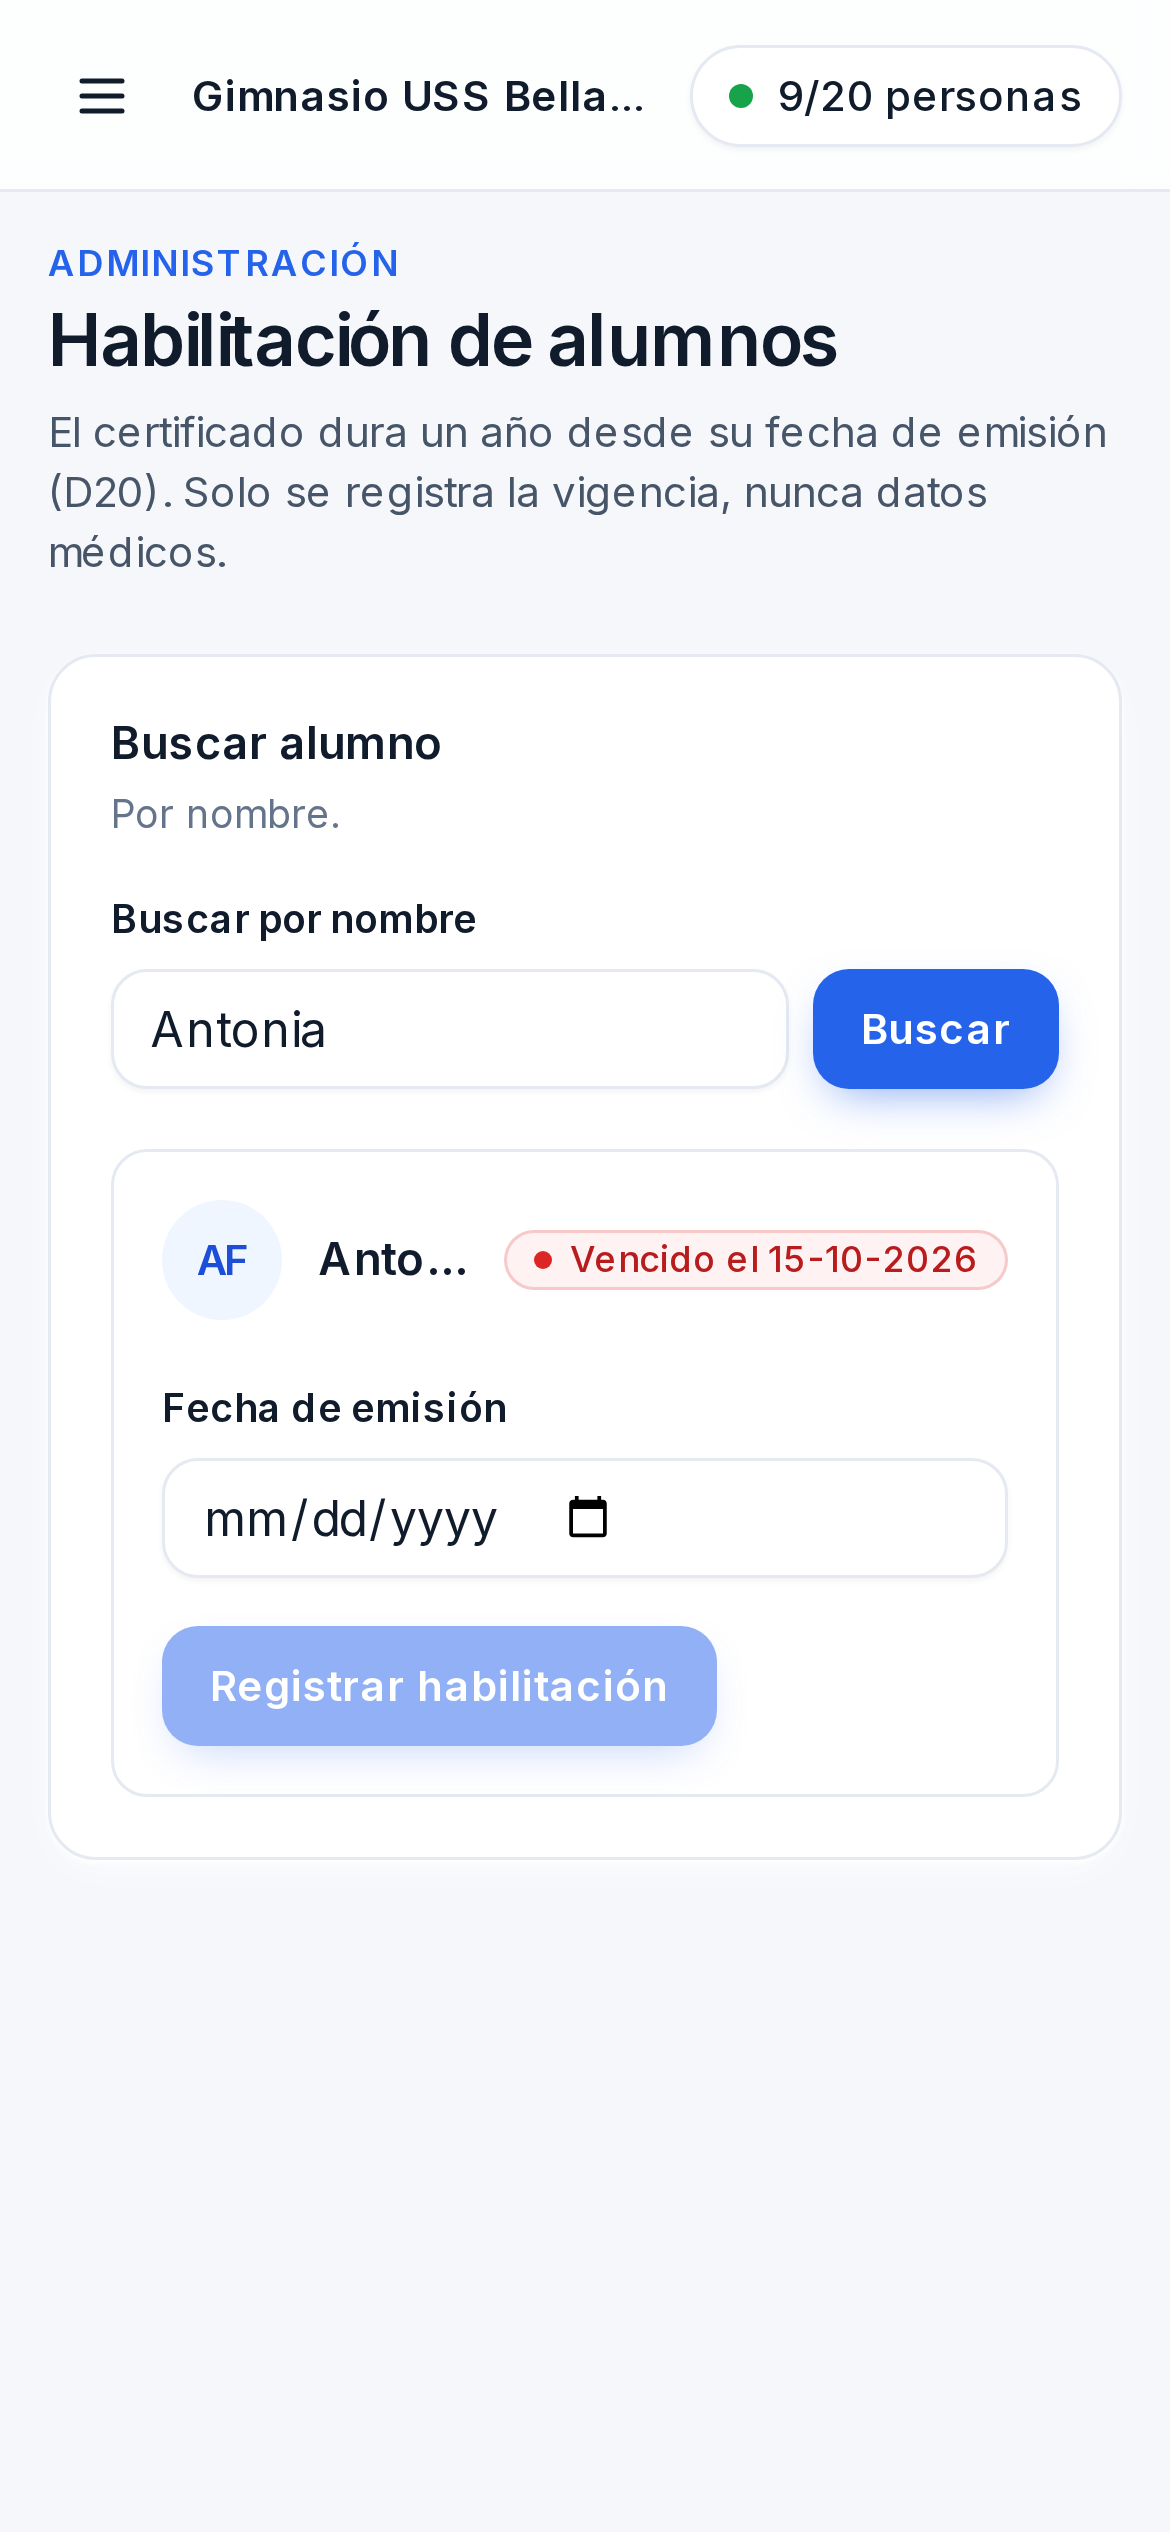 Gimnasio USS Bella...
9/20 personas
ADMINISTRACIÓN
Habilitación de alumnos
El certificado dura un año desde su fecha de emisión
(D20). Solo se registra la vigencia, nunca datos
médicos.
Buscar alumno
Por nombre.
Buscar por nombre
Antonia
Buscar
AF
Anto...
Vencido el 15-10-2026
Fecha de emisión
mm/dd/yyyy
Registrar habilitación